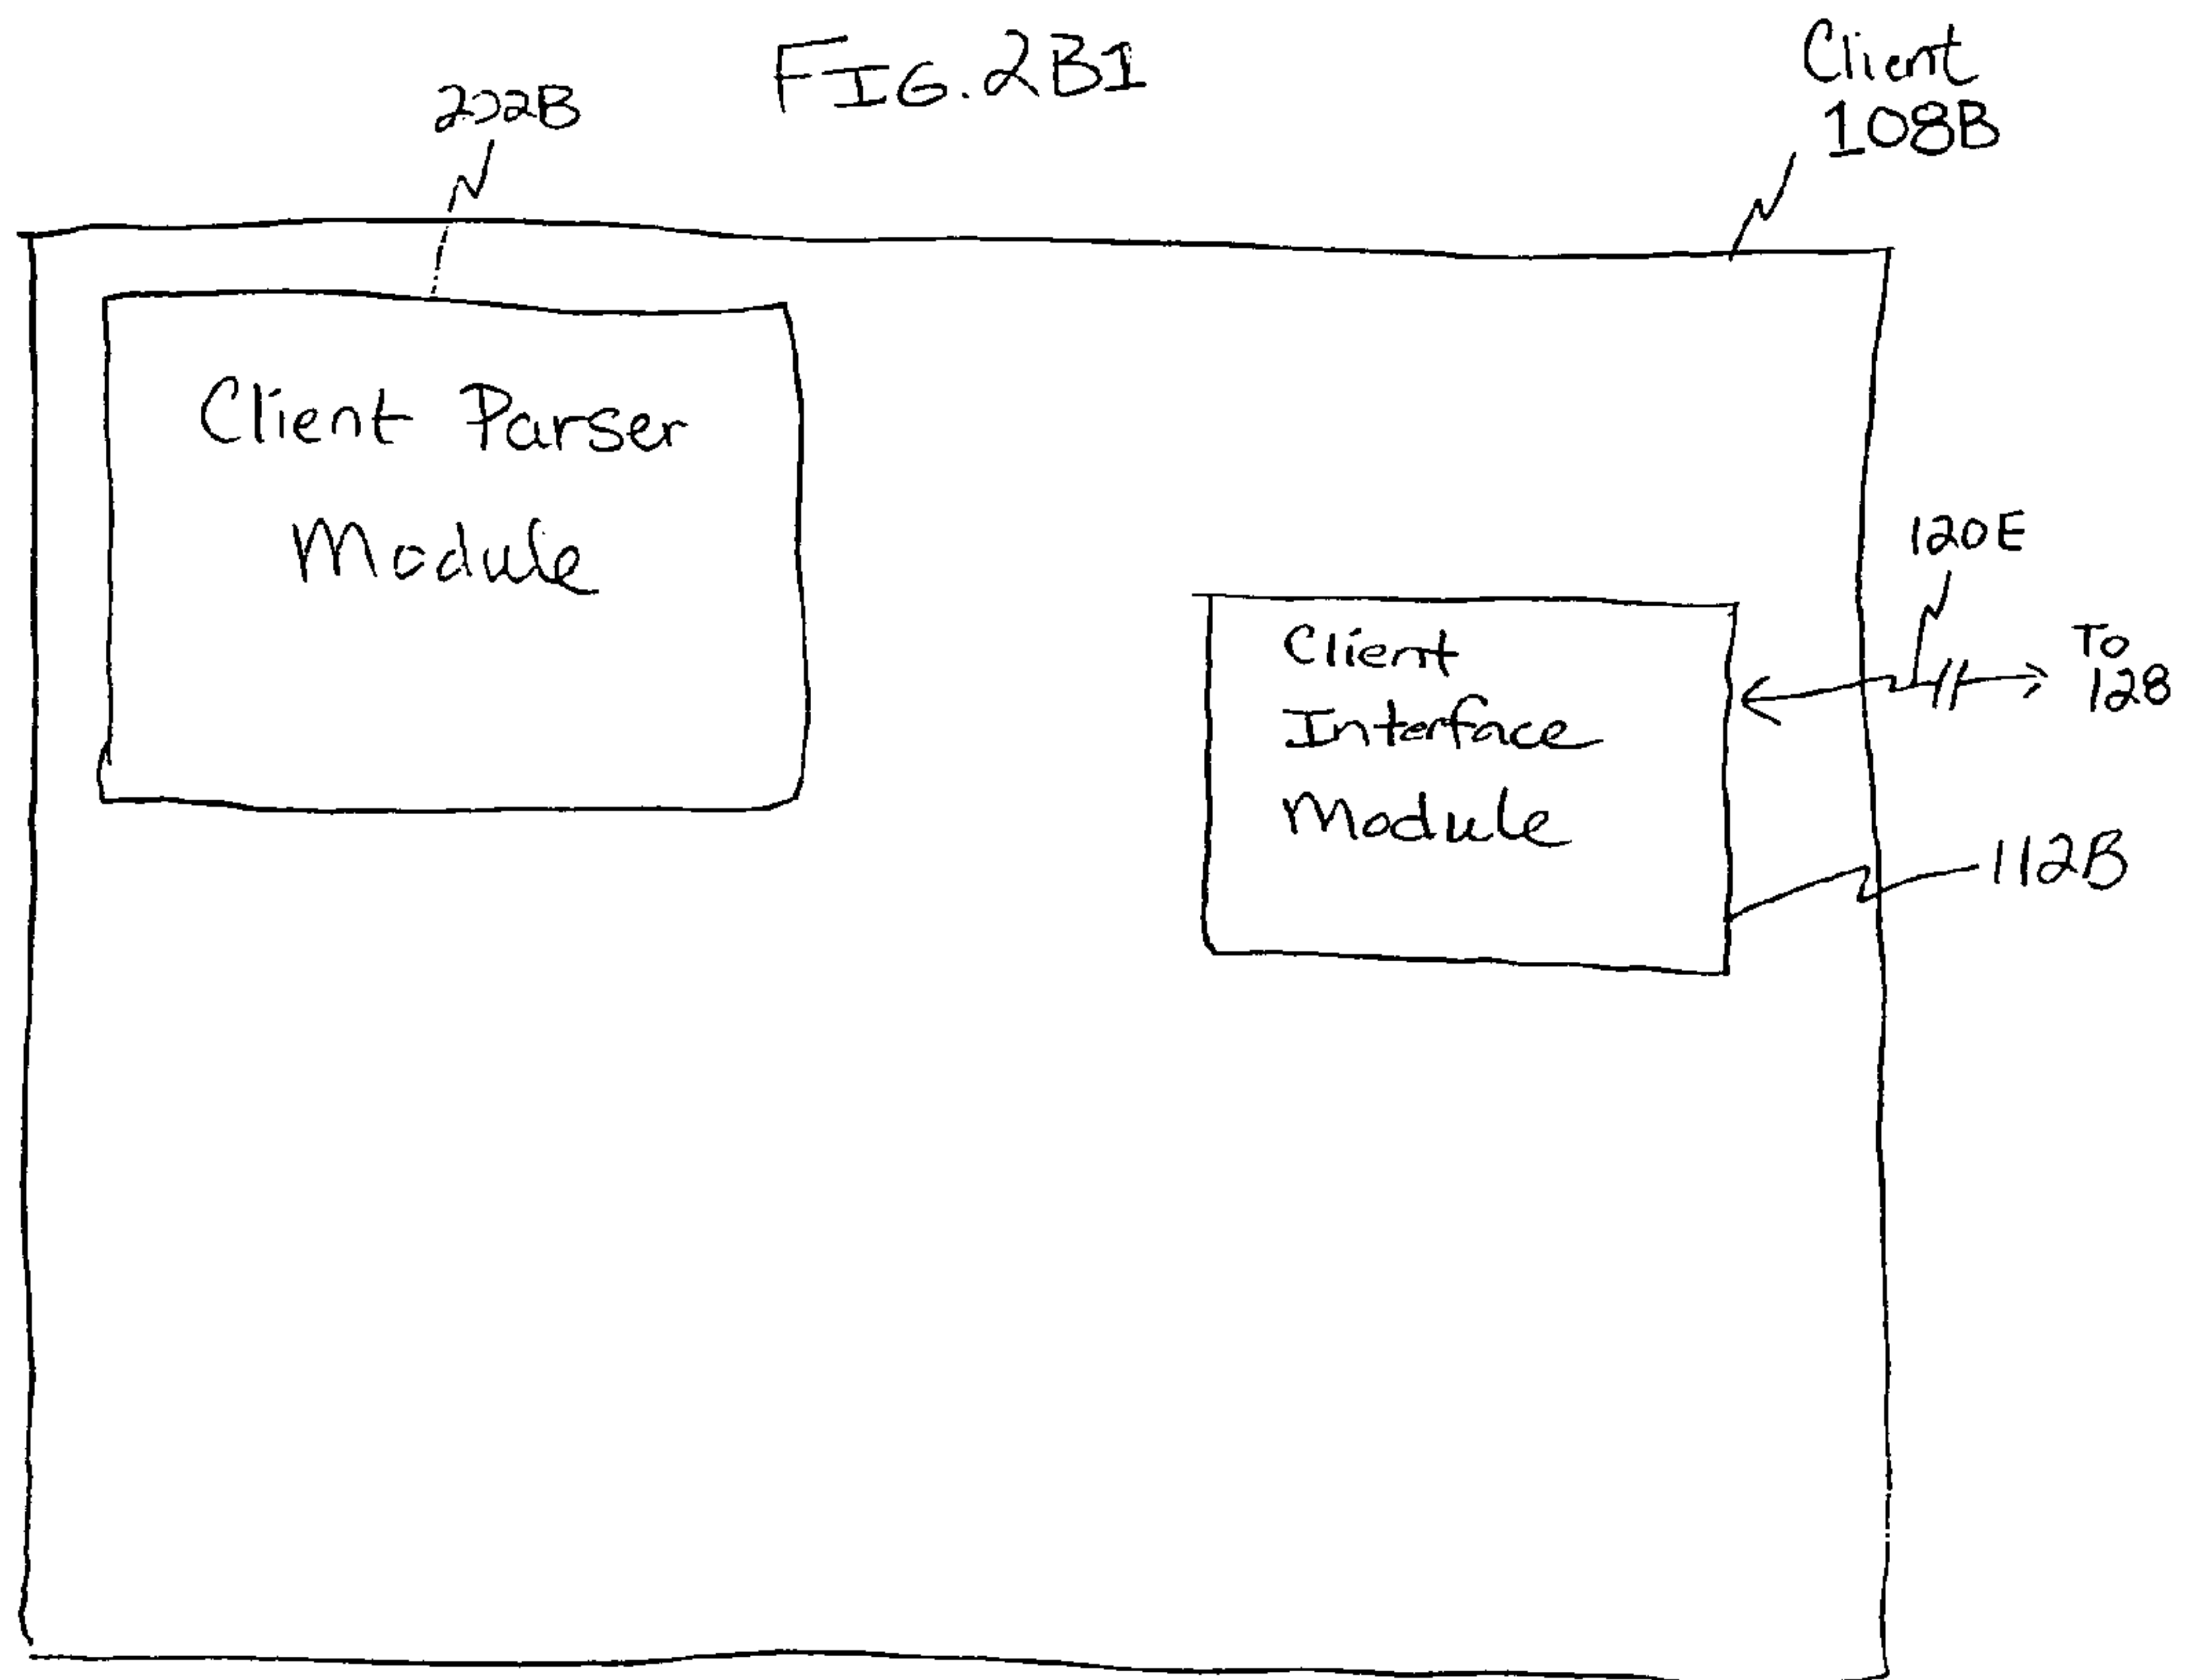 FIG. 2B1
Client
108B
202B
Client Parser
Module
120E
To
128
Client
Interface
Module
112B